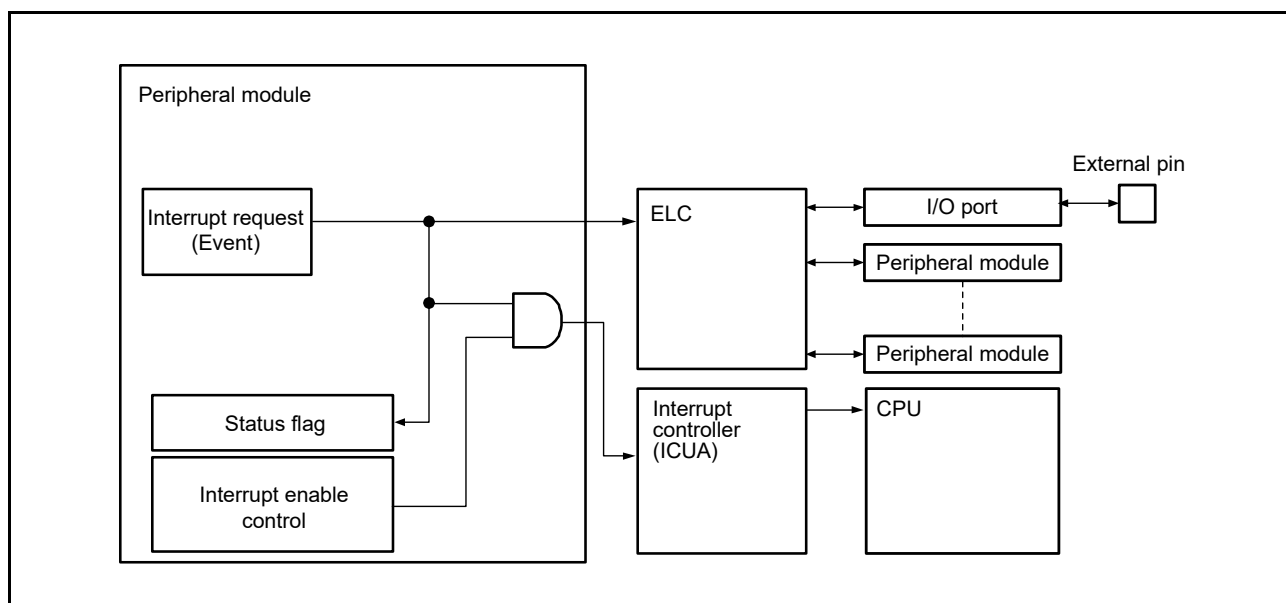 Peripheral module
Interrupt request
(Event)
Status flag
Interrupt enable
control
ELC
Interrupt
controller
(ICUA)
I/O port
External pin
Peripheral module
Peripheral module
CPU